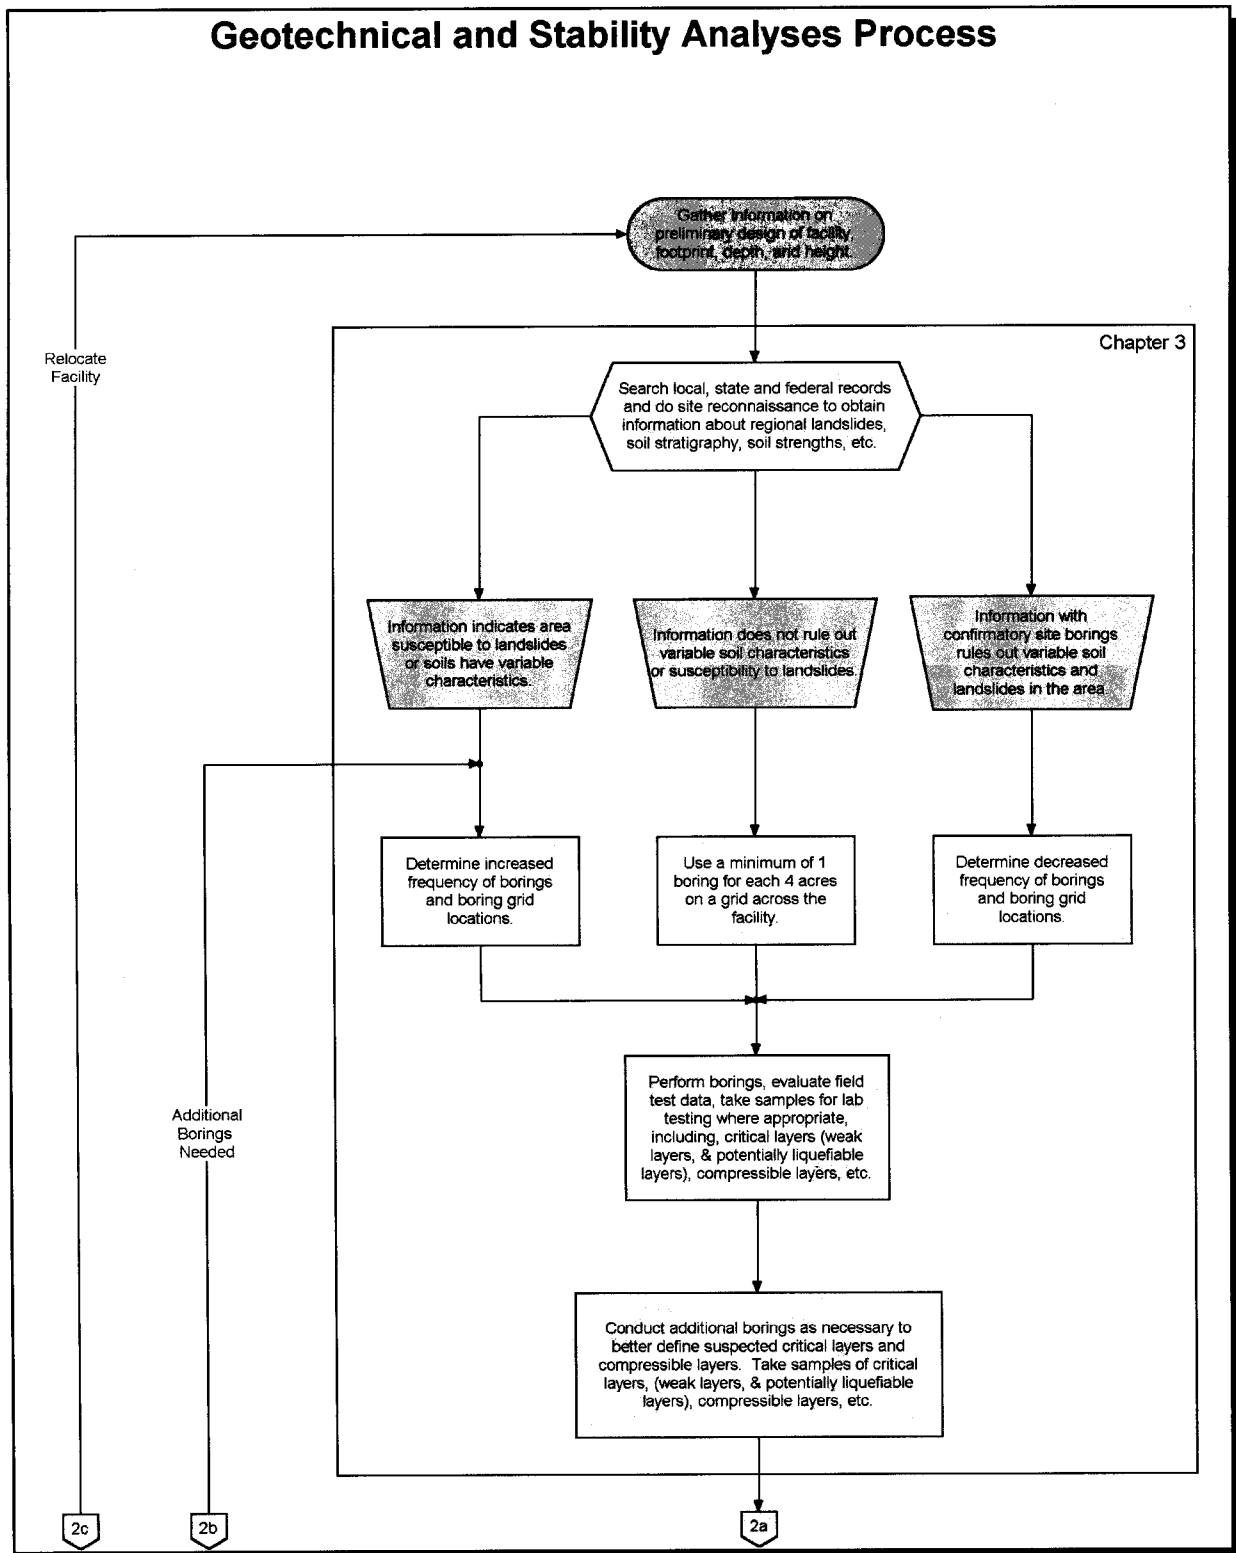 Geotechnical and Stability Analyses Process
Gather Information on
preliminary design of facility,
footprint, depth, and height.
Relocate
Facility
Chapter 3
Search local, state and federal records
and do site reconnaissance to obtain
information about regional landslides,
soil stratigraphy, soil strengths, etc.
Information indicates area
susceptible to landslides
or soils have variable
characteristics.
Information does not rule out
variable soil characteristics
or susceptibility to landslides.
Information with
confirmatory site borings
rules out variable soil
characteristics and
landslides in the area
Determine increased
frequency of borings
and boring grid
locations.
Use a minimum of 1
boring for each 4 acres
on a grid across the
facility.
Determine decreased
frequency of borings
and boring grid
locations.
Perform borings, evaluate field
test data, take samples for lab
testing where appropriate,
including, critical layers (weak
layers, & potentially liquefiable
layers), compressible layers, etc.
Additional
Borings
Needed
Conduct additional borings as necessary to
better define suspected critical layers and
compressible layers. Take samples of critical
layers, (weak layers, & potentially liquefiable
layers), compressible layers, etc.
2c
2b
2a